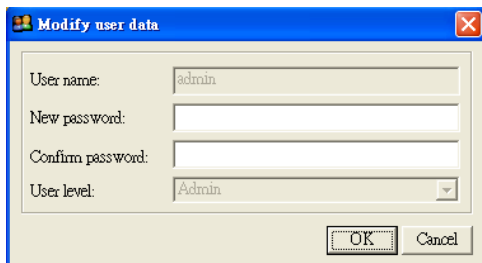 Modify user data
User name: admin
New password:
Confirm password:
User level: Admin
OK Cancel